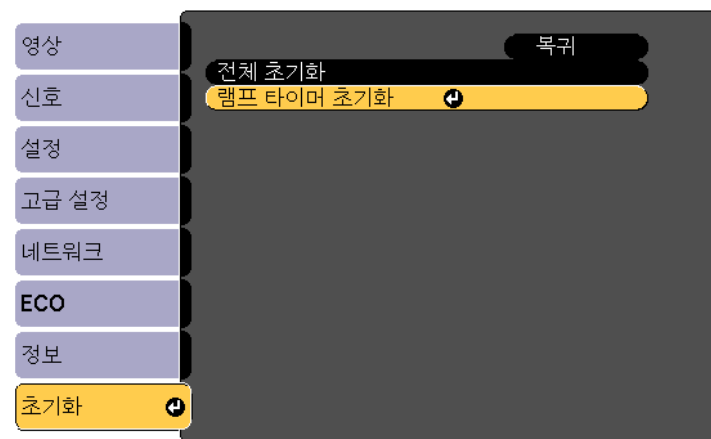 영상
신호
설정
고급 설정
네트워크
ECO
정보
초기화
복귀
전체 초기화
램프 타이머 초기화